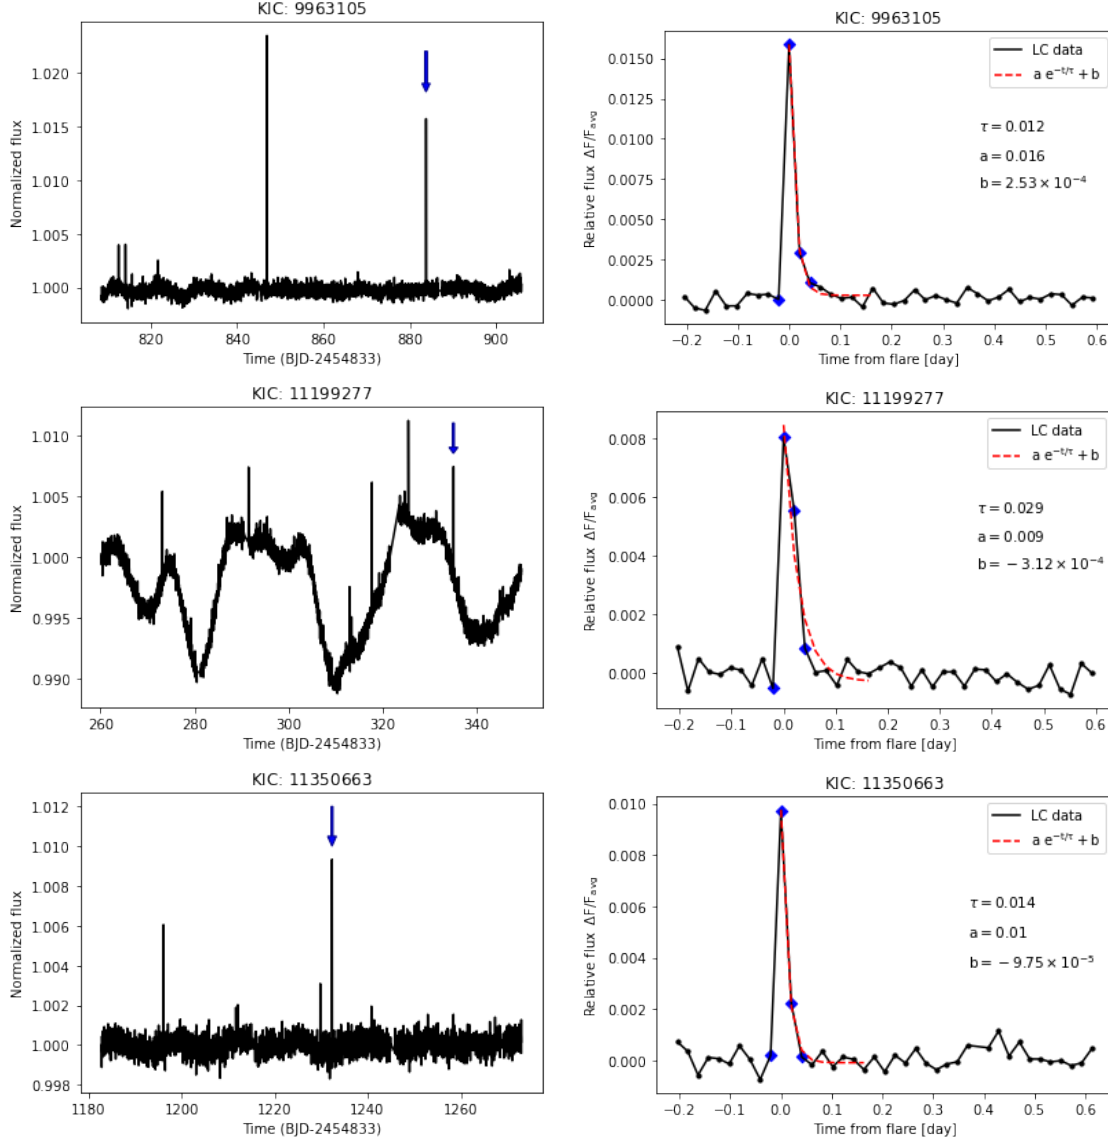 KIC: 9963105
1.020
1.015
1.010
1.005
1.000
Normalized flux
820
840
860
880
900
Time (BJD-2454833)
KIC: 9963105
0.0150
0.0125
0.0100
0.0075
0.0050
0.0025
0.0000
Relative flux ΔF/F_avg
LC data
a e^{-t/τ} + b
τ = 0.012
a = 0.016
b = 2.53 × 10^{-4}
-0.2
-0.1
0.0
0.1
0.2
0.3
0.4
0.5
0.6
Time from flare [day]
KIC: 11199277
1.010
1.005
1.000
0.995
0.990
Normalized flux
260
280
300
320
340
Time (BJD-2454833)
KIC: 11199277
0.008
0.006
0.004
0.002
0.000
Relative flux ΔF/F_avg
LC data
a e^{-t/τ} + b
τ = 0.029
a = 0.009
b = −3.12 × 10^{-4}
-0.2
-0.1
0.0
0.1
0.2
0.3
0.4
0.5
0.6
Time from flare [day]
KIC: 11350663
1.012
1.010
1.008
1.006
1.004
1.002
1.000
0.998
Normalized flux
1180
1200
1220
1240
1260
Time (BJD-2454833)
KIC: 11350663
0.010
0.008
0.006
0.004
0.002
0.000
Relative flux ΔF/F_avg
LC data
a e^{-t/τ} + b
τ = 0.014
a = 0.01
b = −9.75 × 10^{-5}
-0.2
-0.1
0.0
0.1
0.2
0.3
0.4
0.5
0.6
Time from flare [day]